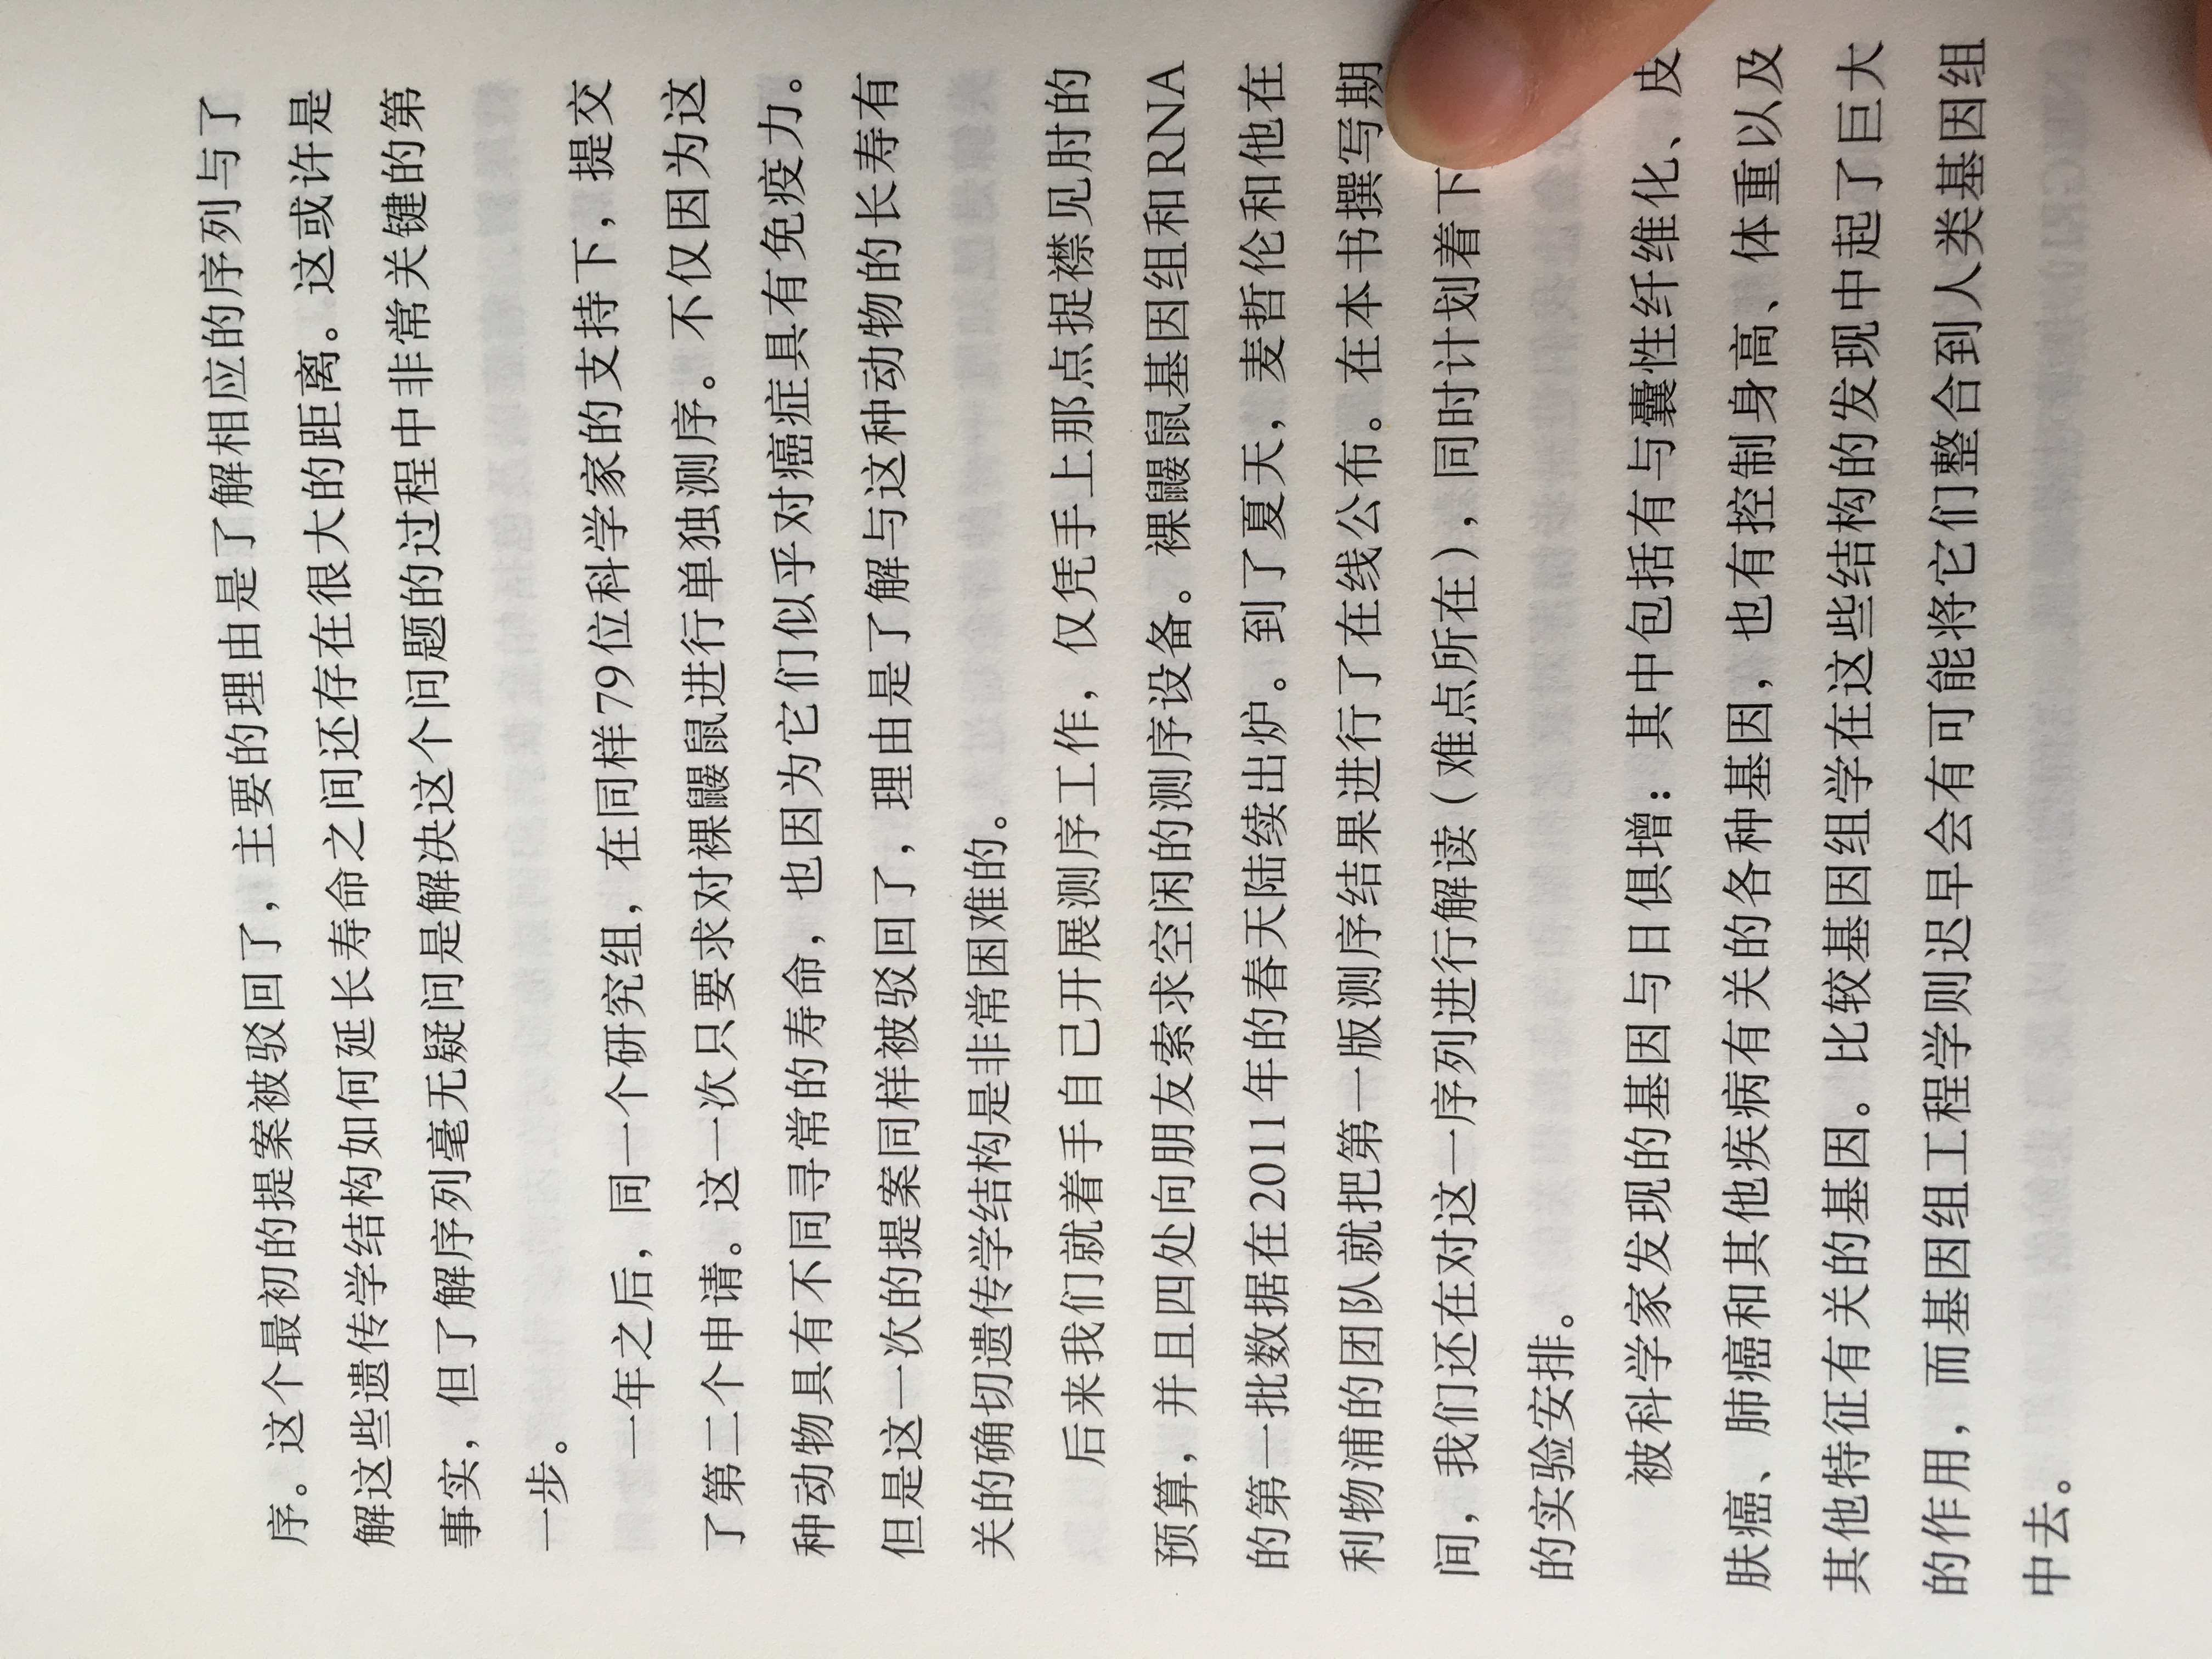 序。这个最初的提案被驳回了，主要的理由是了解相应的序列与了
解这些遗传学结构如何延长寿命之间还存在很大的距离。这或许是
事实，但了解序列毫无疑问是解决这个问题的过程中非常关键的第
一步。
一年之后，同一个研究组，在同样79位科学家的支持下，提交
了第二个申请。这一次只要求对裸鼹鼠进行单独测序。不仅因为这
种动物具有不同寻常的寿命，也因为它们似乎对癌症具有免疫力。
但是这一次的提案同样被驳回了，理由是了解与这种动物的长寿有
关的确切遗传学结构是非常困难的。
后来我们就着手自己开展测序工作，仅凭手上那点捉襟见肘的
预算，并且四处向朋友索求空闲的测序设备。裸鼹鼠基因组和RNA
的第一批数据在2011年的春天陆续出炉。到了夏天，麦哲伦和他在
利物浦的团队就把第一版测序结果进行了在线公布。在本书撰写期
间，我们还在对这一序列进行解读（难点所在），同时计划着下
的实验安排。
被科学家发现的基因与日俱增：其中包括有与囊性纤维化、皮
肤癌、肺癌和其他疾病有关的各种基因，也有控制身高、体重以及
其他特征有关的基因。比较基因组学在这些结构的发现中起了巨大
的作用，而基因组工程学则迟早会有可能将它们整合到人类基因组
中去。